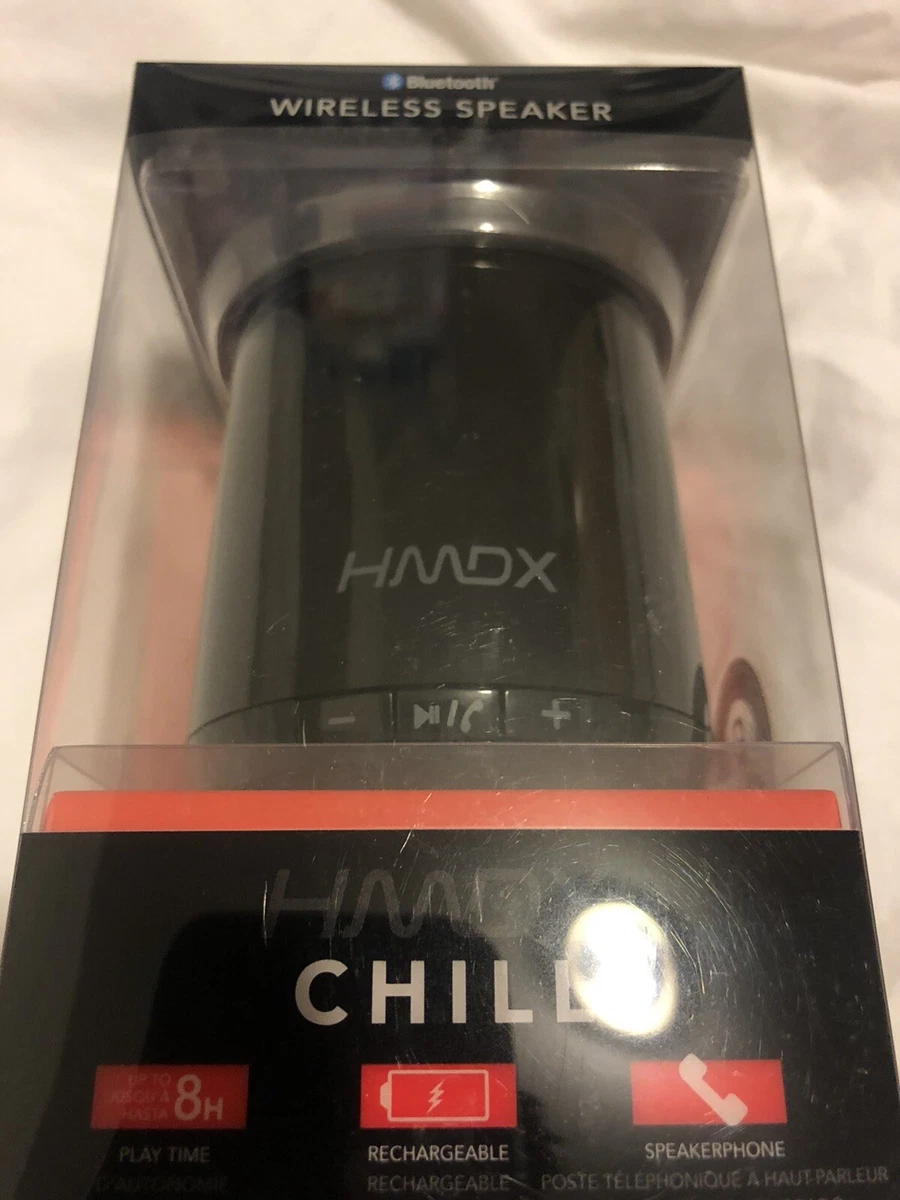 Bluetooth
WIRELESS SPEAKER
HMDX
- +
HMDX
CHILL
UP TO
JUSQU'À
HASTA
8H
RECHARGEABLE
SPEAKERPHONE
PLAY TIME
D'AUTONOMIE
RECHARGEABLE
POSTE TÉLÉPHONIQUE À HAUT-PARLEUR